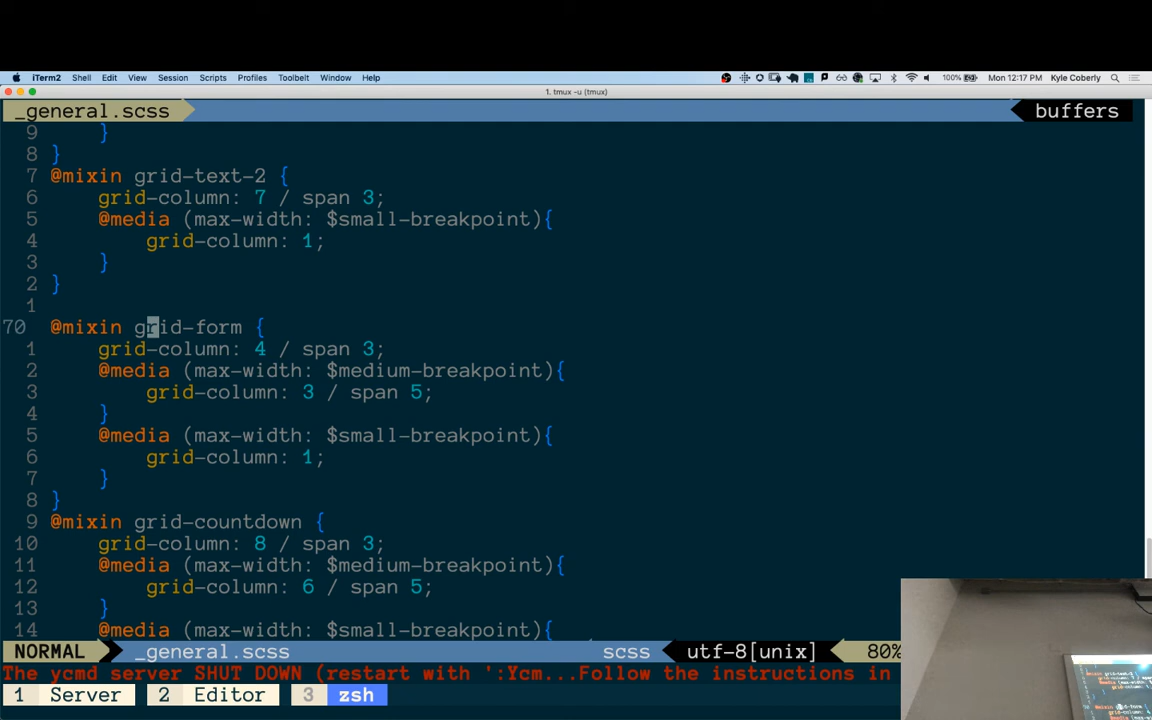 iTerm2 Shell Edit View Session Scripts Profiles Toolbelt Window Help 100% Mon 12:17 PM Kyle Coberly
1. tmux -u (tmux)
_general.scss buffers
9 }
8 }
7 @mixin grid-text-2 {
6 grid-column: 7 / span 3;
5 @media (max-width: $small-breakpoint){
4 grid-column: 1;
3 }
2 }
1
70 @mixin grid-form {
1 grid-column: 4 / span 3;
2 @media (max-width: $medium-breakpoint){
3 grid-column: 3 / span 5;
4 }
5 @media (max-width: $small-breakpoint){
6 grid-column: 1;
7 }
8 }
9 @mixin grid-countdown {
10 grid-column: 8 / span 3;
11 @media (max-width: $medium-breakpoint){
12 grid-column: 6 / span 5;
13 }
14 @media (max-width: $small-breakpoint){
NORMAL _general.scss scss utf-8[unix] 80%
The ycmd server SHUT DOWN (restart with ':Ycm...Follow the instructions in
1 Server 2 Editor 3 zsh